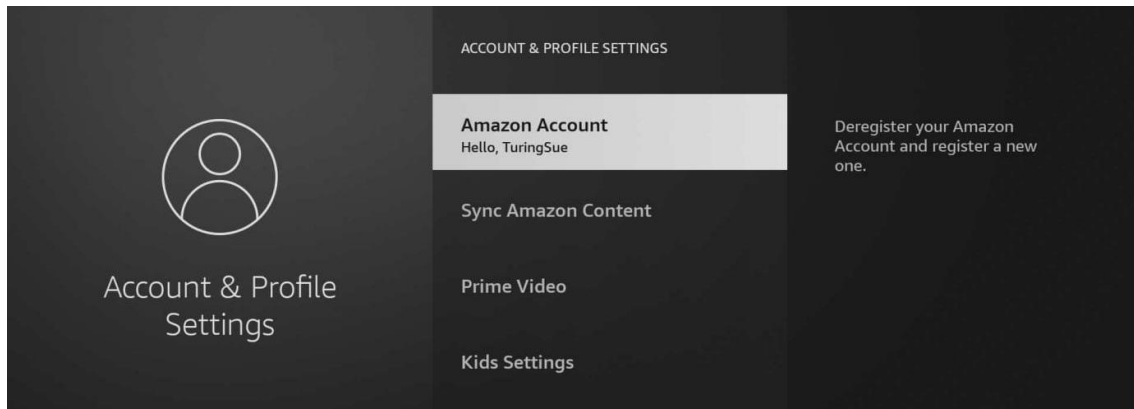 Account & Profile
Settings
ACCOUNT & PROFILE SETTINGS
Amazon Account
Hello, TuringSue
Sync Amazon Content
Prime Video
Kids Settings
Deregister your Amazon
Account and register a new
one.